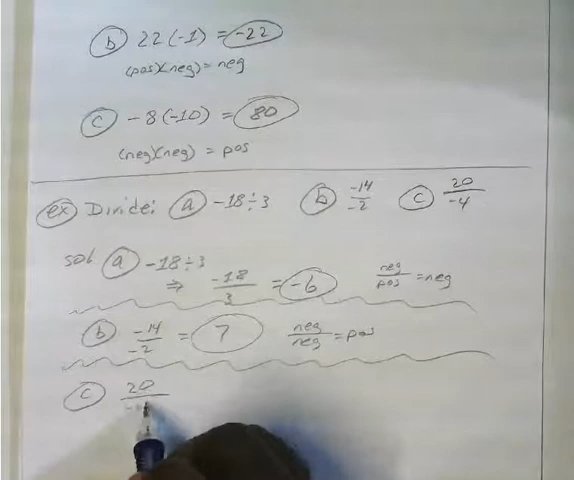 b 22(-1) = -22
(pos)(neg) = neg
c -8(-10) = 80
(neg)(neg) = pos
ex Divide: a -18÷3 b -14/-2 c 20/-4
sol a -18÷3
⇒ -18/3 = -6 neg/pos = neg
b -14/-2 = 7 neg/neg = pos
c 20/-